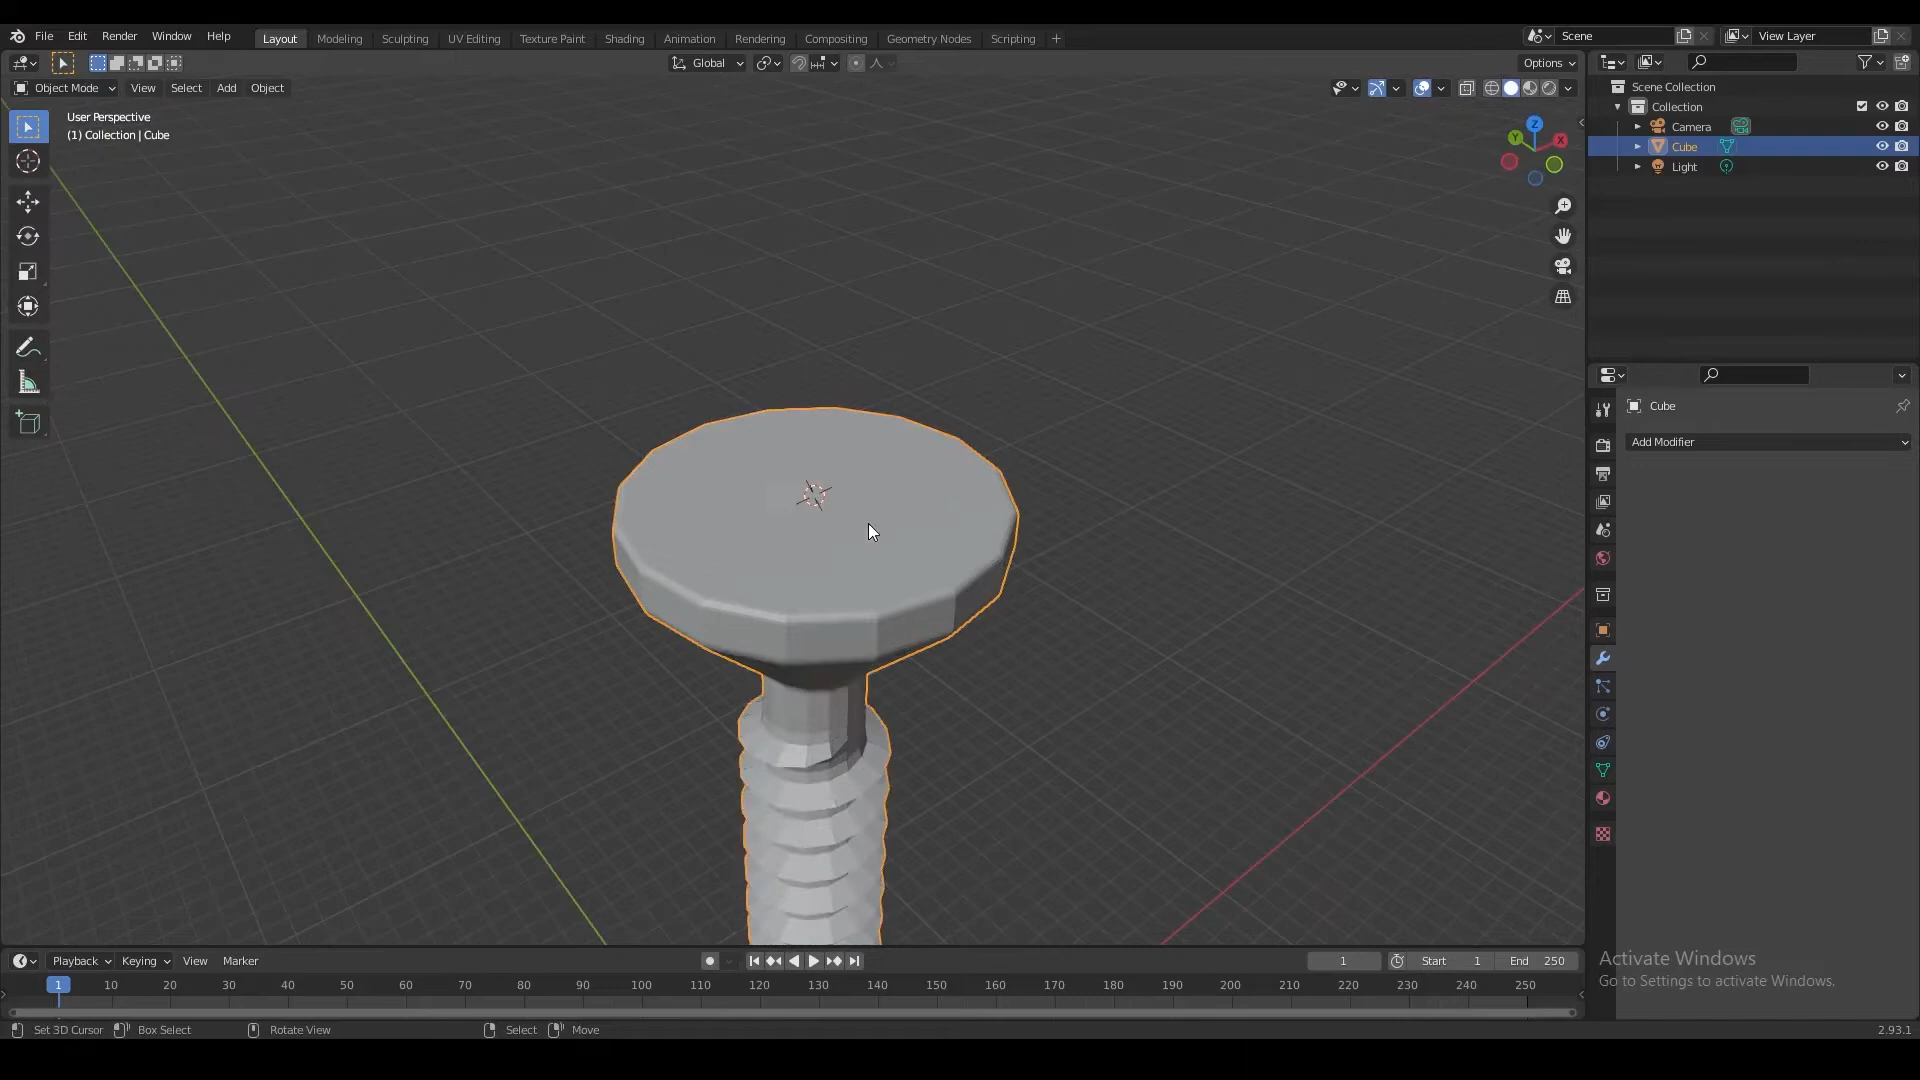 File Edit Render Window Help Layout Modeling Sculpting UV Editing Texture Paint Shading Animation Rendering Compositing Geometry Nodes Scripting + Scene View Layer
Global Options
Object Mode View Select Add Object
User Perspective
(1) Collection | Cube
Z
Y
X
Scene Collection
Collection
Camera
Cube
Light
Cube
Add Modifier
Playback Keying View Marker 1 Start 1 End 250
1 10 20 30 40 50 60 70 80 90 100 110 120 130 140 150 160 170 180 190 200 210 220 230 240 250
Activate Windows
Go to Settings to activate Windows.
Set 3D Cursor Box Select Rotate View Select Move 2.93.1